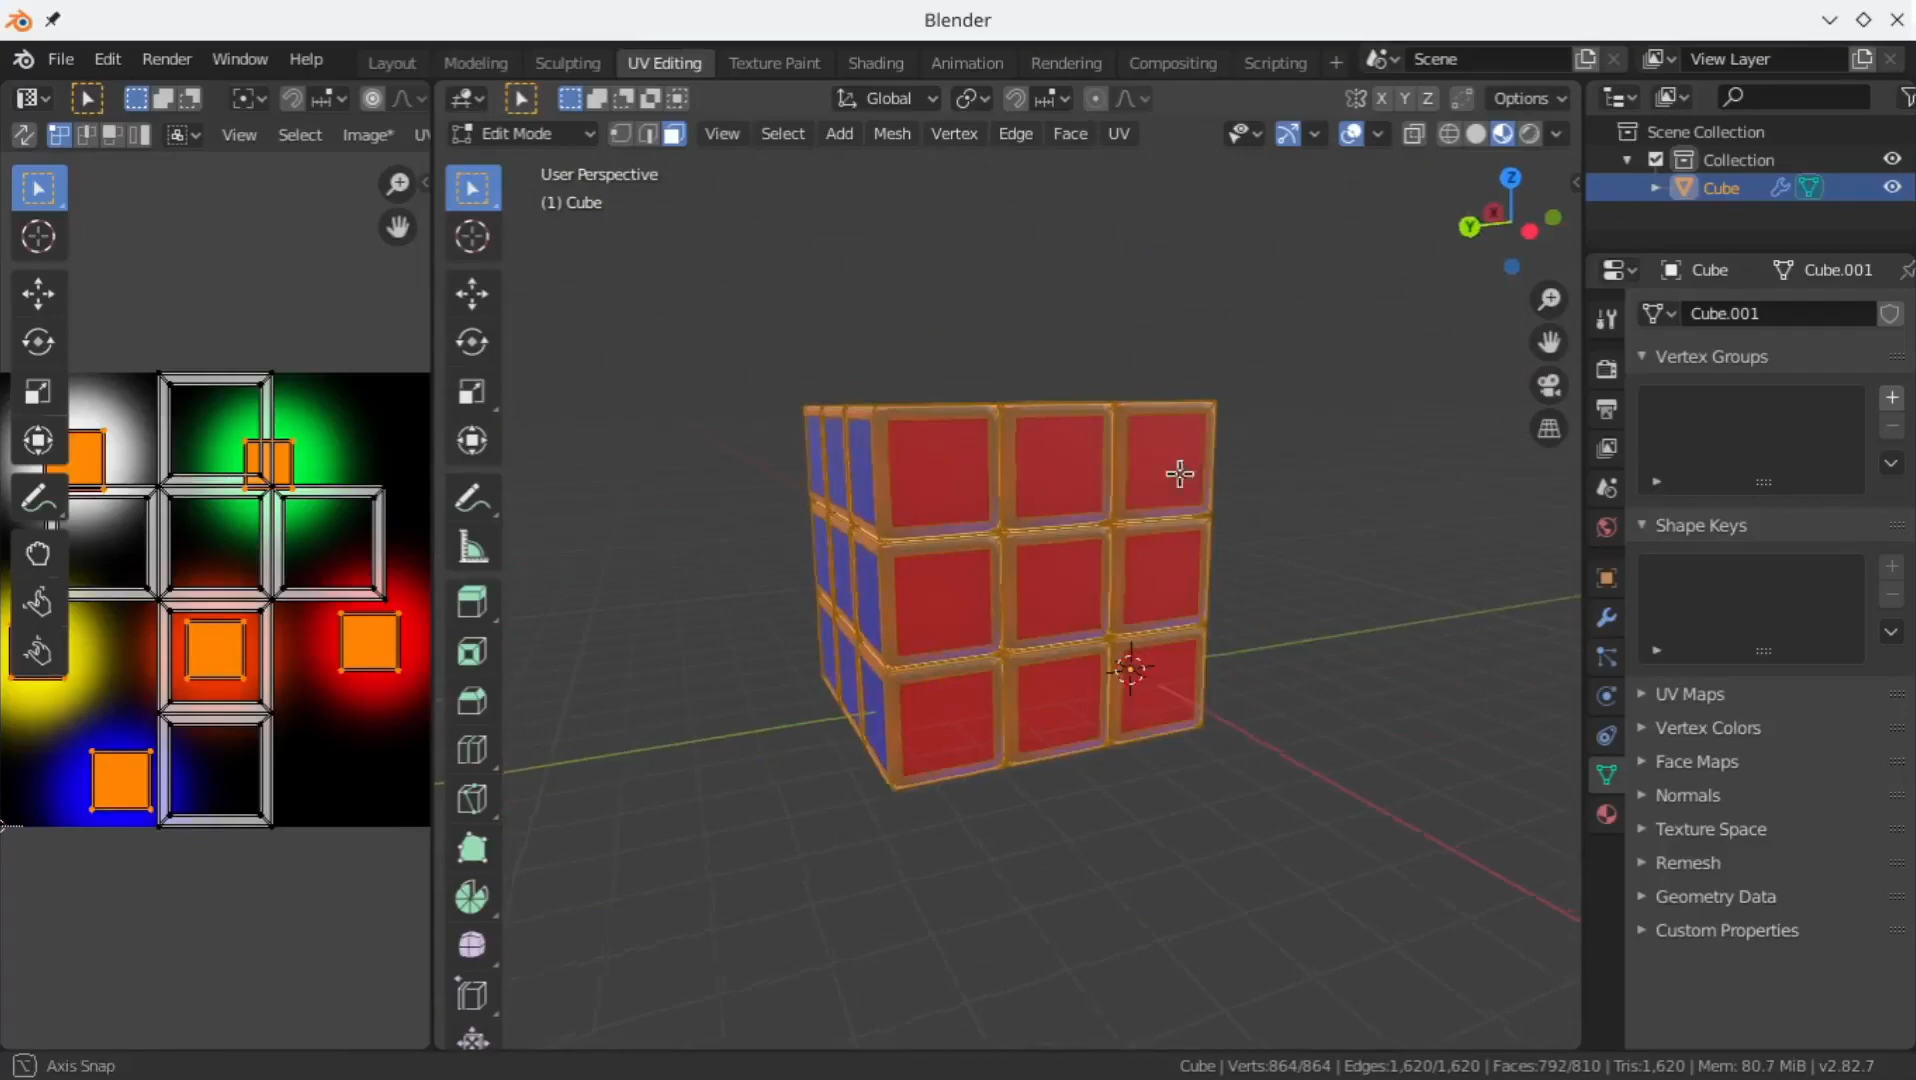 Blender
File Edit Render Window Help
Layout Modeling Sculpting UV Editing Texture Paint Shading Animation Rendering Compositing Scripting +
Scene
View Layer
Global
X Y Z
Options
View Select Image* UV
Edit Mode
View Select Add Mesh Vertex Edge Face UV
User Perspective
(1) Cube
Z
X
Y
Scene Collection
Collection
Cube
Cube
Cube.001
Cube.001
Vertex Groups
Shape Keys
UV Maps
Vertex Colors
Face Maps
Normals
Texture Space
Remesh
Geometry Data
Custom Properties
Axis Snap
Cube | Verts:864/864 | Edges:1,620/1,620 | Faces:792/810 | Tris:1,620 | Mem: 80.7 MiB | v2.82.7